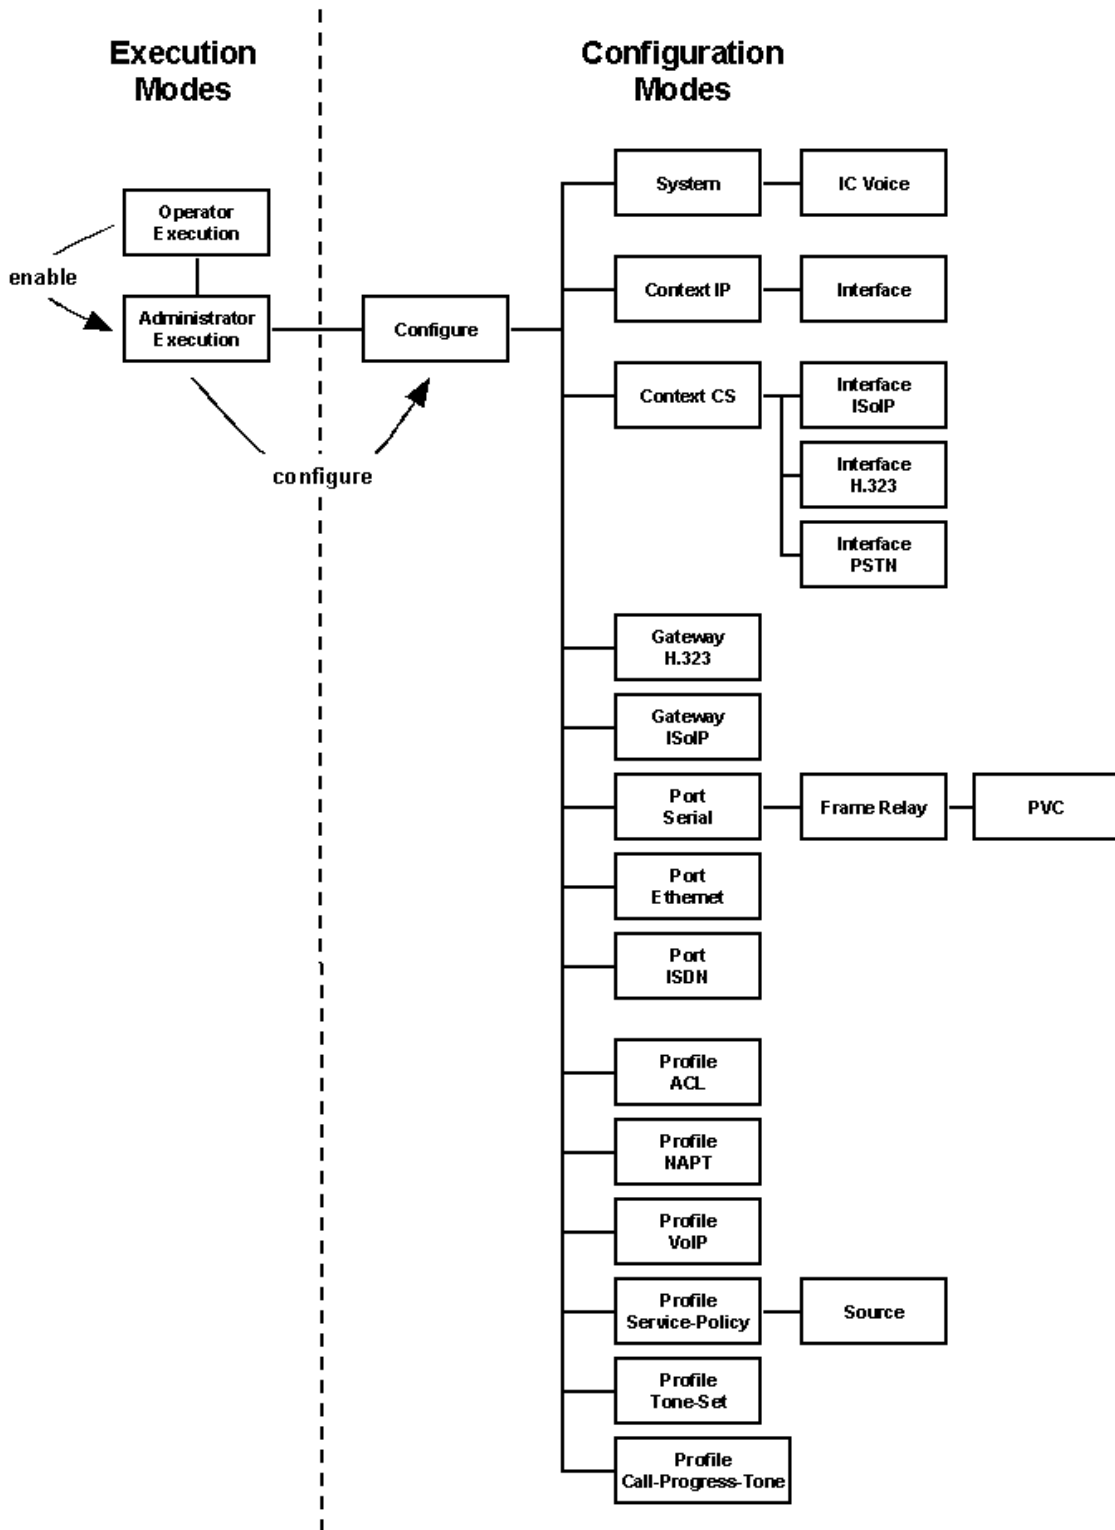 Execution
Modes
Configuration
Modes
Operator
Execution
enable
Administrator
Execution
Configure
configure
System
IC Voice
Context IP
Interface
Context CS
Interface
ISoIP
Interface
H.323
Interface
PSTN
Gateway
H.323
Gateway
ISoIP
Port
Serial
Frame Relay
PVC
Port
Ethernet
Port
ISDN
Profile
ACL
Profile
NAPT
Profile
VoIP
Profile
Service-Policy
Source
Profile
Tone-Set
Profile
Call-Progress-Tone